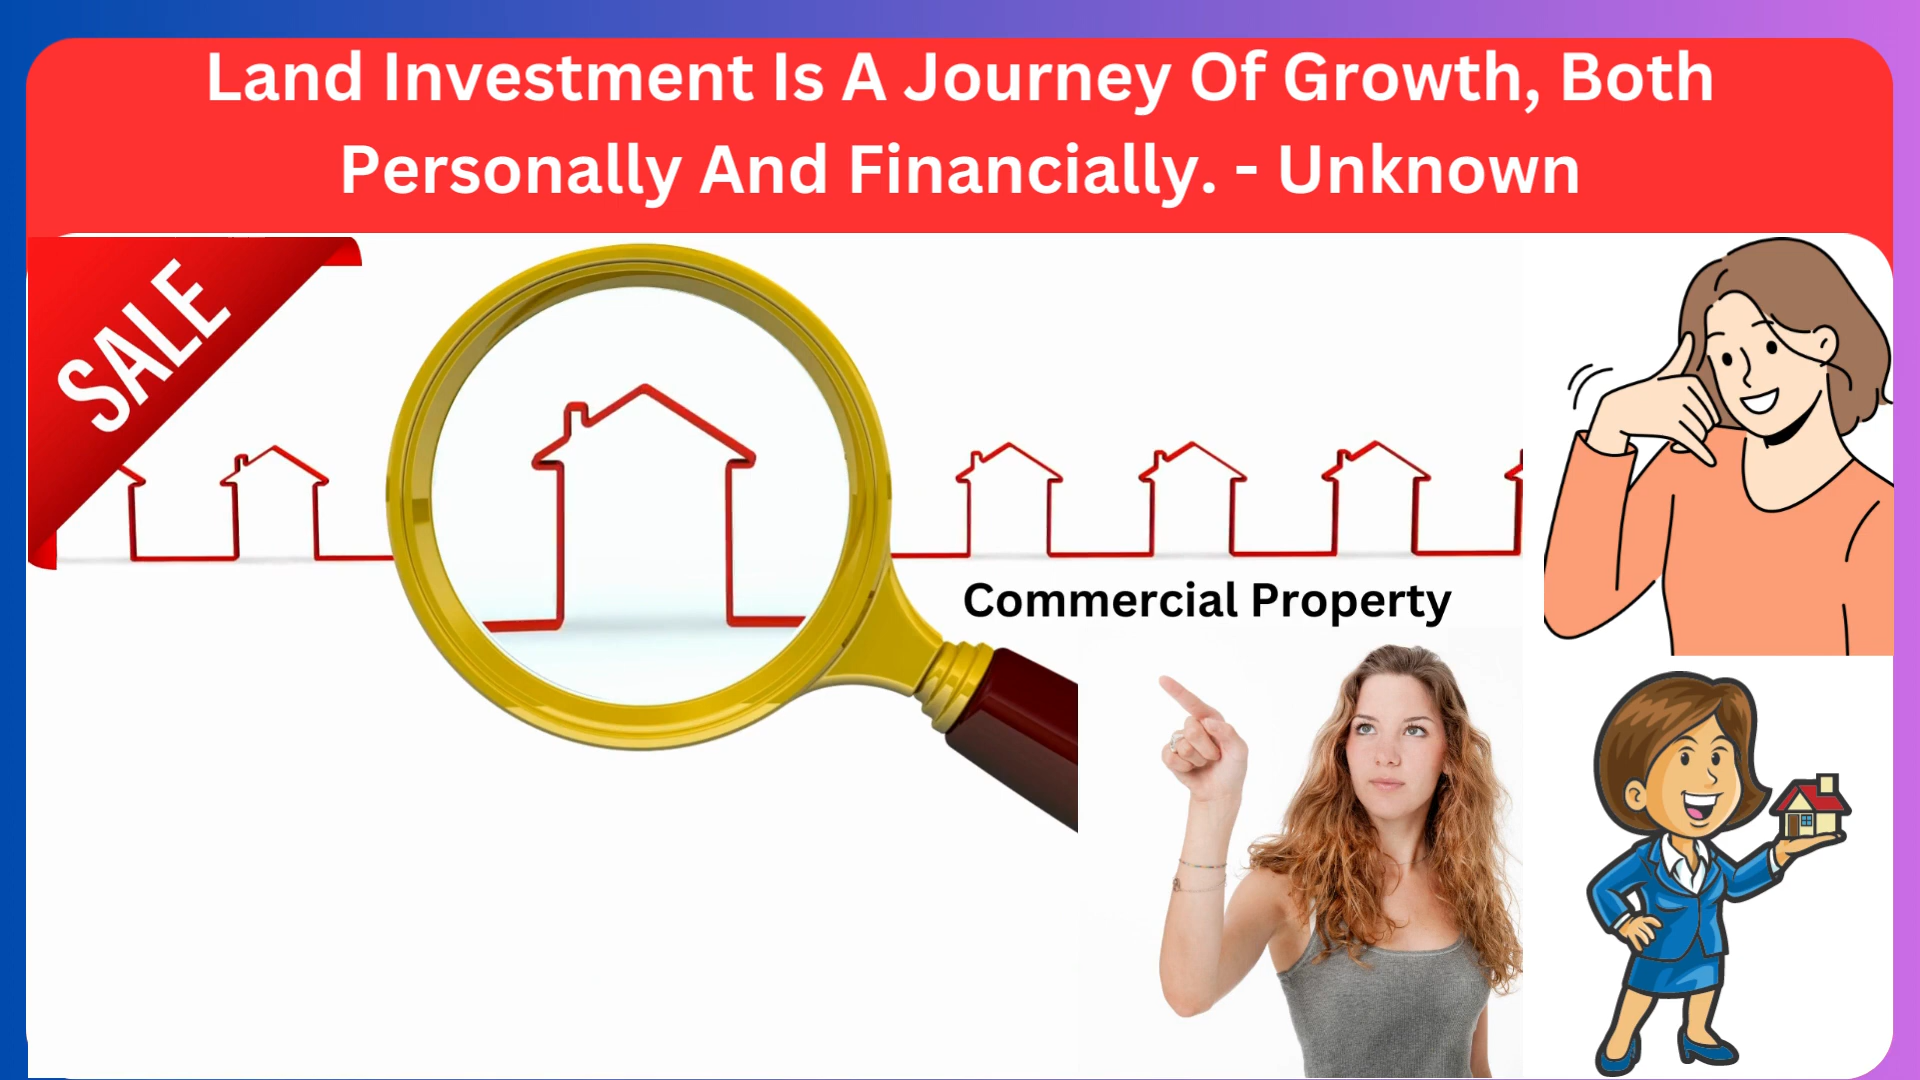 Land Investment Is A Journey Of Growth, Both
Personally And Financially. - Unknown
SALE
Commercial Property